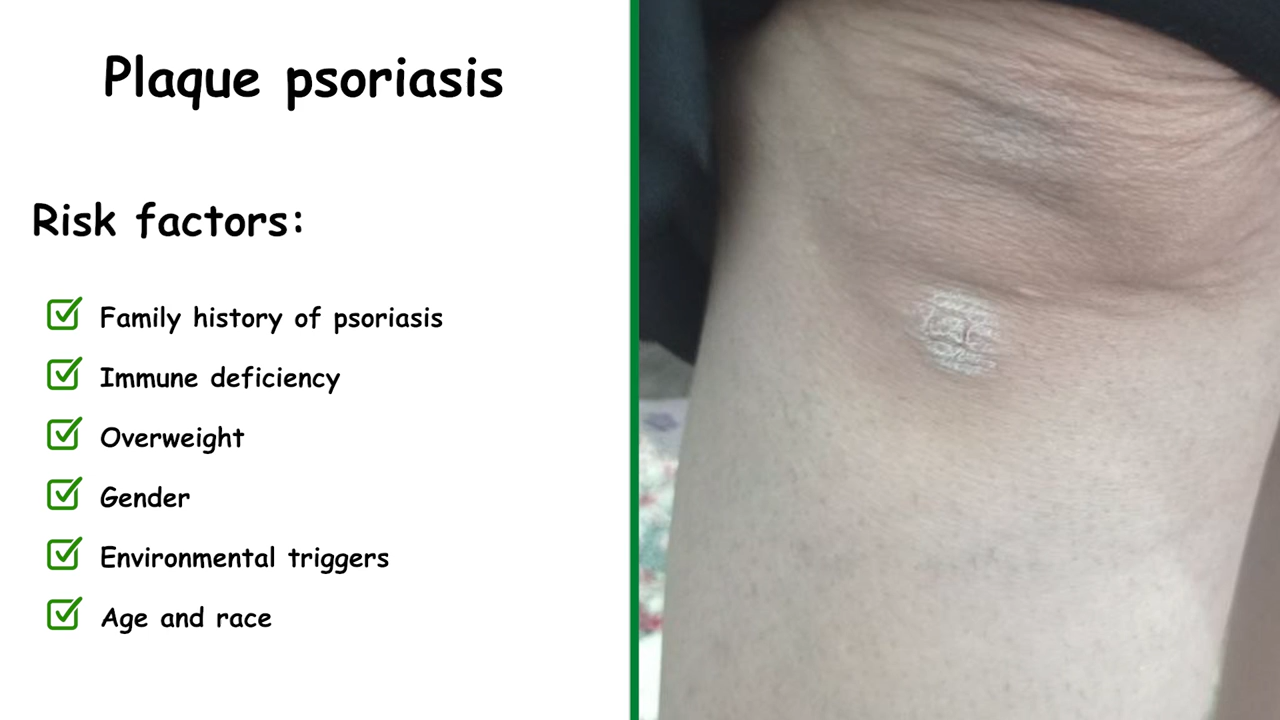 Plaque psoriasis
Risk factors:
Family history of psoriasis
Immune deficiency
Overweight
Gender
Environmental triggers
Age and race